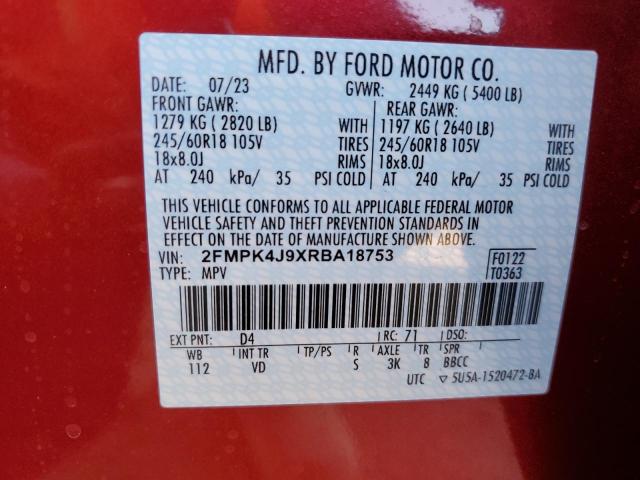 MFD. BY FORD MOTOR CO.
DATE: 07/23 GVWR: 2449 KG ( 5400 LB)
FRONT GAWR: REAR GAWR:
1279 KG ( 2820 LB) WITH 1197 KG ( 2640 LB) WITH
245/60R18 105V TIRES 245/60R18 105V TIRES
18x8.0J RIMS 18x8.0J RIMS
AT 240 kPa/ 35 PSI COLD AT 240 kPa/ 35 PSI COLD
THIS VEHICLE CONFORMS TO ALL APPLICABLE FEDERAL MOTOR
VEHICLE SAFETY AND THEFT PREVENTION STANDARDS IN
EFFECT ON THE DATE OF MANUFACTURE SHOWN ABOVE.
VIN: 2FMPK4J9XRBA18753 F0122
TYPE: MPV T0363
EXT PNT: D4 RC: 71 DSO:
WB INT TR TP/PS R AXLE TR SPR
112 VD S 3K 8 BBCC
UTC ▽ 5U5A-1520472-BA